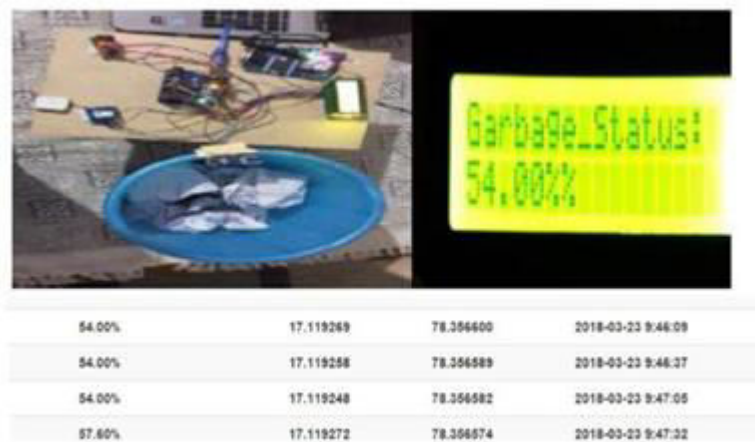 Garbage_Status:
54.00%%
54.00% 17.119269 78.356600 2018-03-23 9:46:09
54.00% 17.119258 78.356589 2018-03-23 9:46:37
54.00% 17.119248 78.356582 2018-03-23 9:47:05
57.60% 17.119272 78.356574 2018-03-23 9:47:32